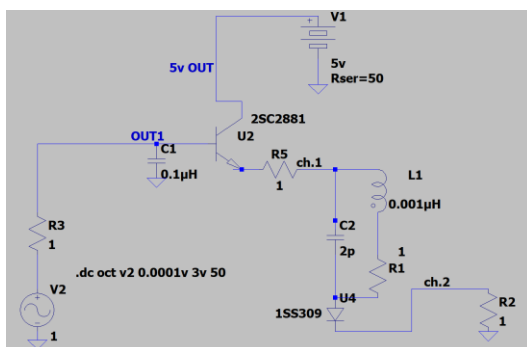 V1
5v OUT
5v
Rser=50
2SC2881
OUT1
C1
U2
0.1µH
R5
ch.1
1
L1
0.001µH
C2
2p
1
R1
R3
1
.dc oct v2 0.0001v 3v 50
V2
1
U4
1SS309
ch.2
R2
1